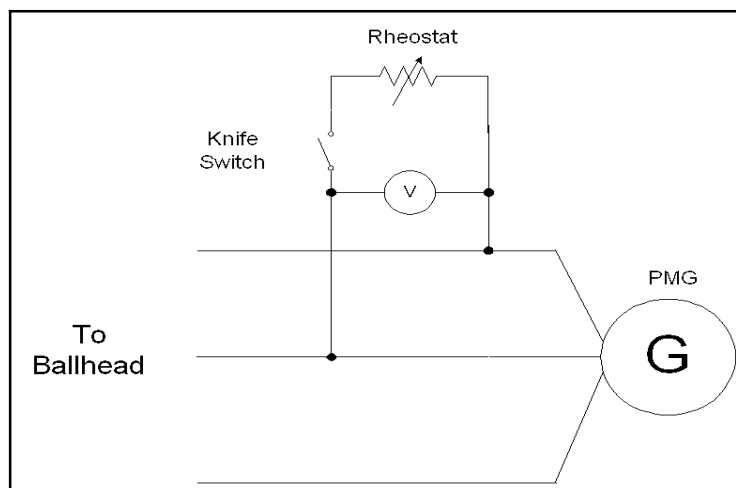 Rheostat
Knife
Switch
V
PMG
G
To
Ballhead